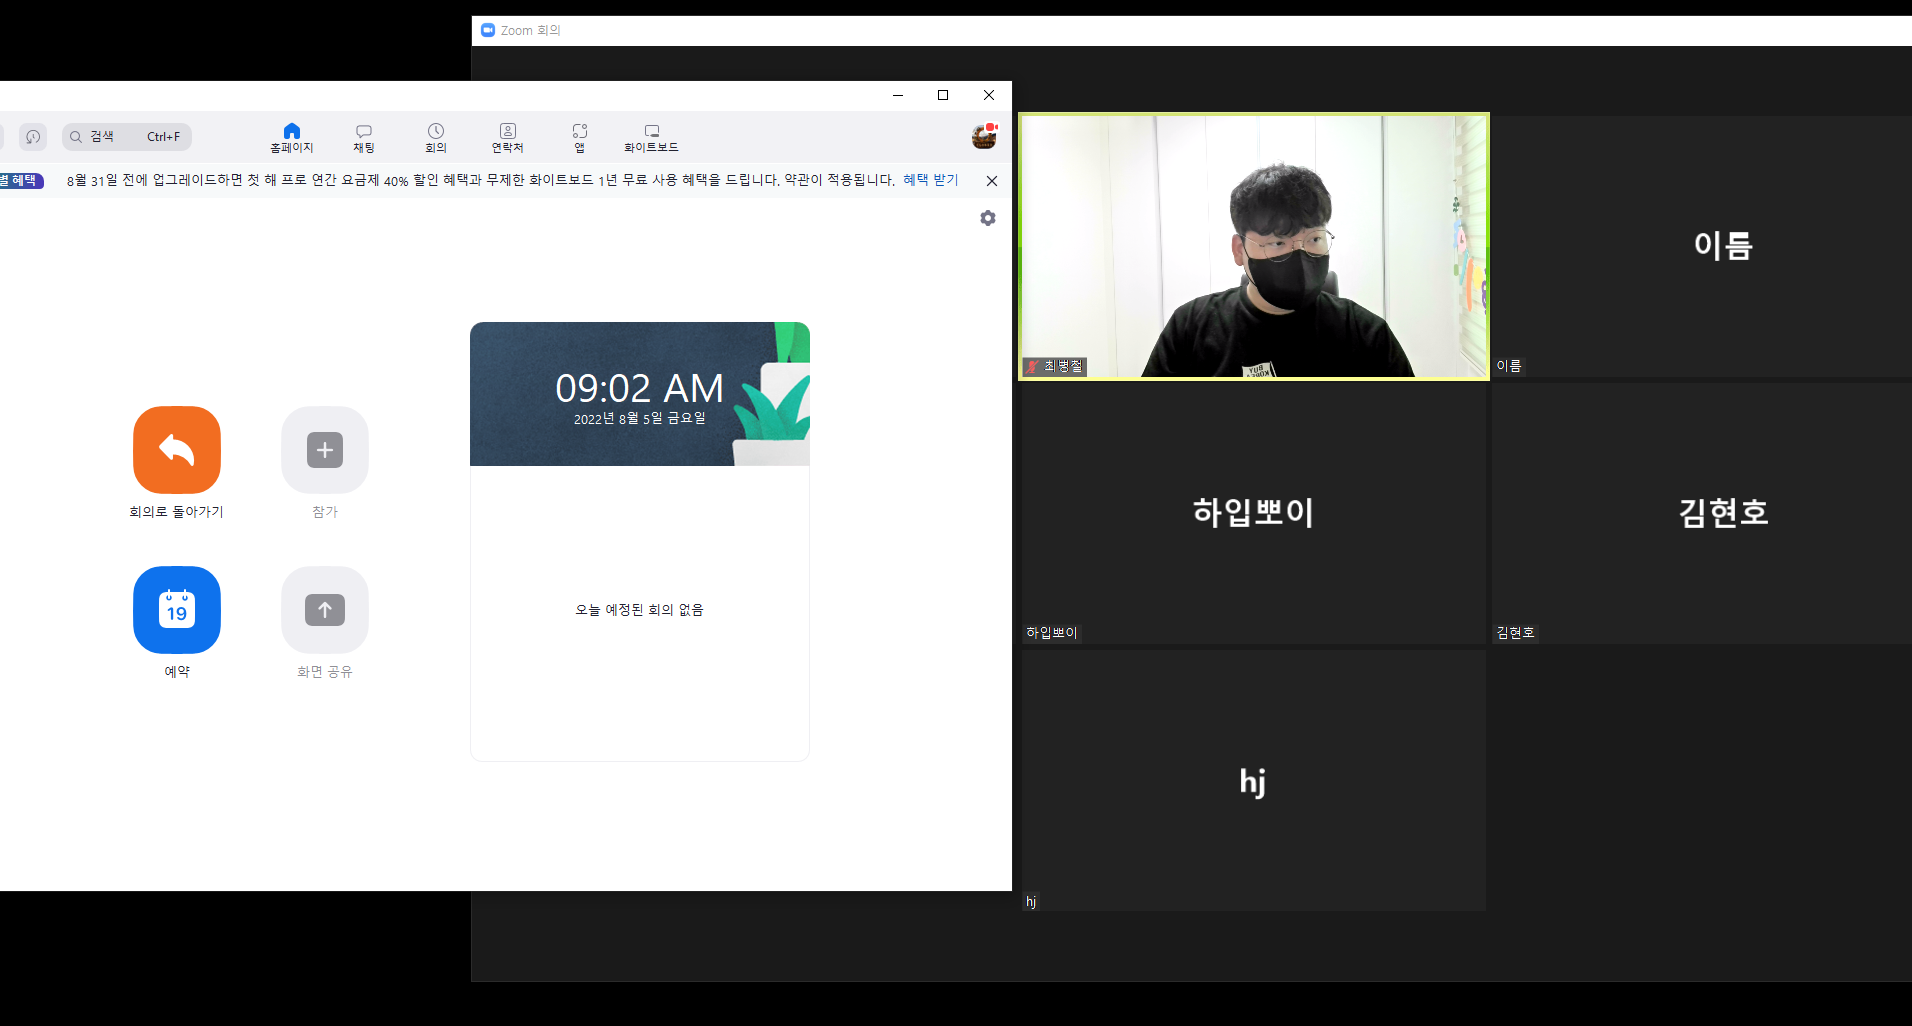 Zoom 회의
검색 Ctrl+F
홈페이지
채팅
회의
연락처
앱
화이트보드
별 혜택
8월 31일 전에 업그레이드하면 첫 해 프로 연간 요금제 40% 할인 혜택과 무제한 화이트보드 1년 무료 사용 혜택을 드립니다. 약관이 적용됩니다. 혜택 받기
09:02 AM
2022년 8월 5일 금요일
회의로 돌아가기
참가
19
예약
화면 공유
오늘 예정된 회의 없음
최병철
이름
이름
하입뽀이
하입뽀이
김현호
김현호
hj
hj